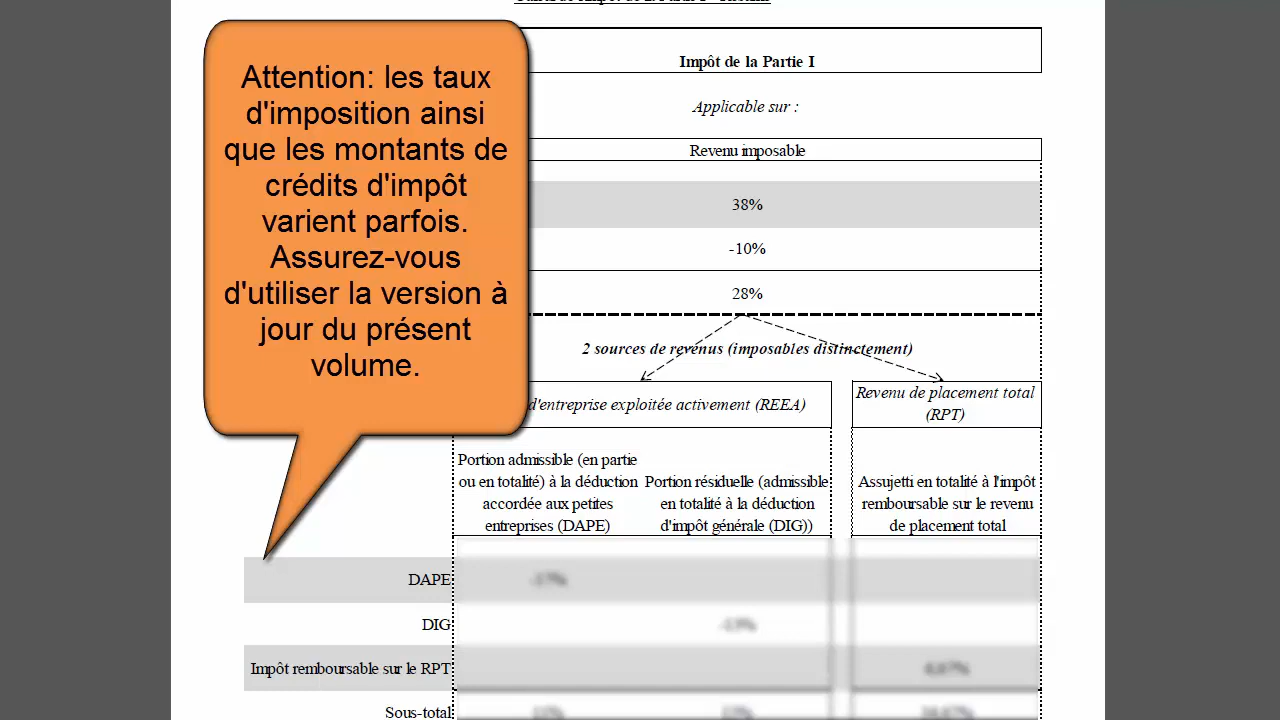 Attention: les taux
d'imposition ainsi
que les montants de
crédits d'impôt
varient parfois.
Assurez-vous
d'utiliser la version à
jour du présent
volume.
Impôt de la Partie I
Applicable sur :
Revenu imposable
38%
-10%
28%
2 sources de revenus (imposables distinctement)
d'entreprise exploitée activement (REEA)
Revenu de placement total
(RPT)
Portion admissible (en partie
ou en totalité) à la déduction
accordée aux petites
entreprises (DAPE)
Portion résiduelle (admissible
en totalité à la déduction
d'impôt générale (DIG))
Assujetti en totalité à l'impôt
remboursable sur le revenu
de placement total
DAPE
DIG
Impôt remboursable sur le RPT
Sous-total